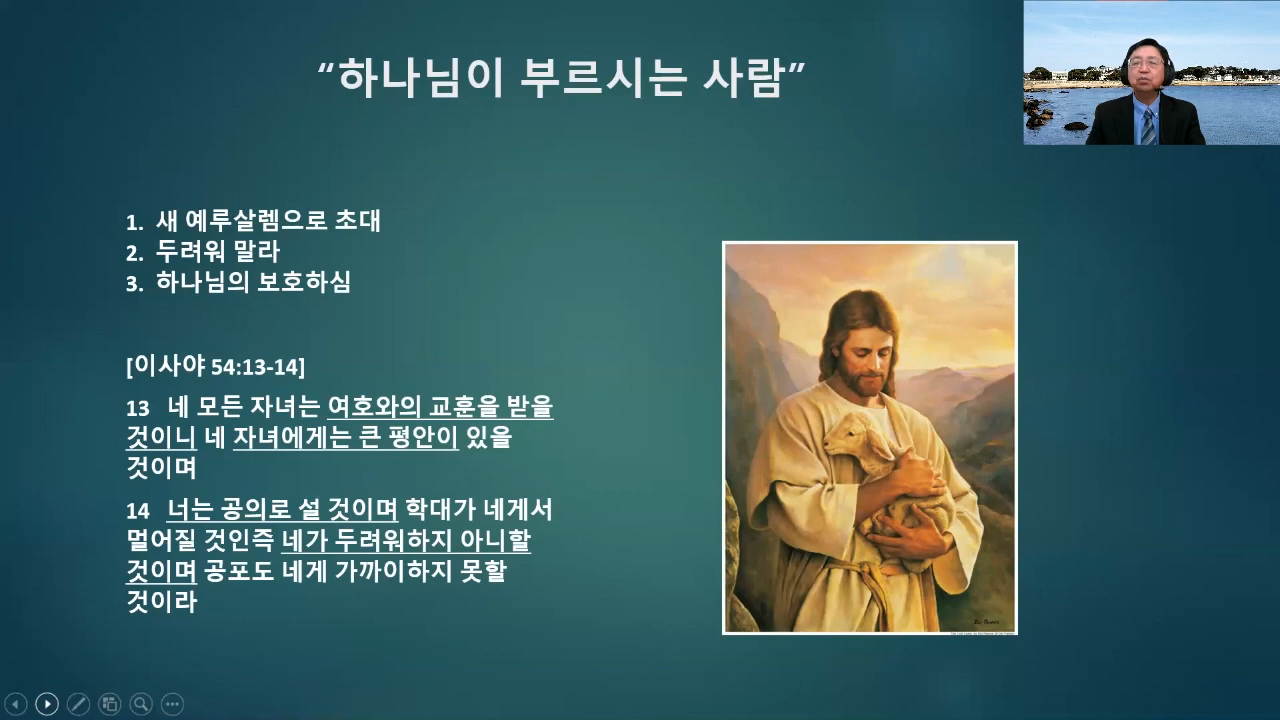 “하나님이 부르시는 사람”
1. 새 예루살렘으로 초대
2. 두려워 말라
3. 하나님의 보호하심
[이사야 54:13-14]
13 네 모든 자녀는 여호와의 교훈을 받을
것이니 네 자녀에게는 큰 평안이 있을
것이며
14 너는 공의로 설 것이며 학대가 네게서
멀어질 것인즉 네가 두려워하지 아니할
것이며 공포도 네게 가까이하지 못할
것이라